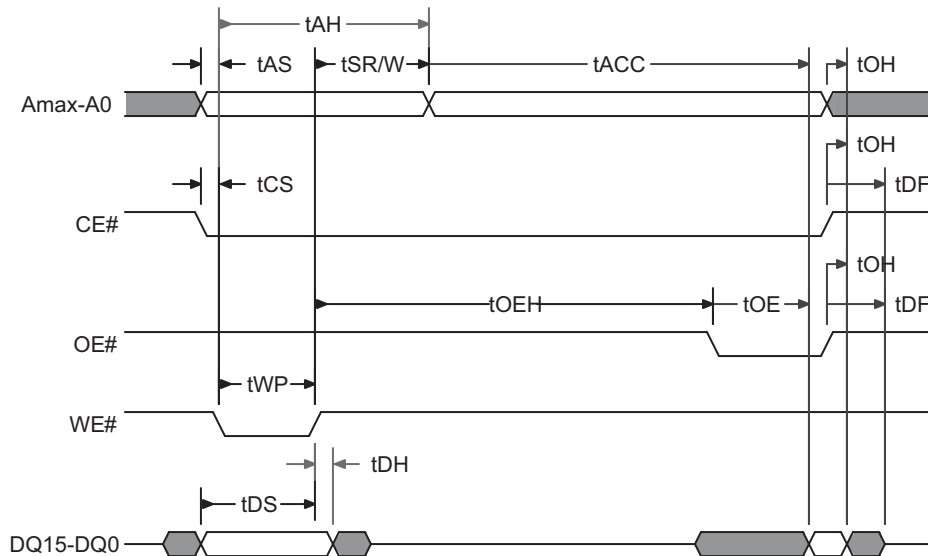 tAH
tAS
tSR/W
tACC
tOH
Amax-A0
tOH
tCS
tDF
CE#
tOH
tOEH
tOE
tDF
OE#
tWP
WE#
tDH
tDS
DQ15-DQ0